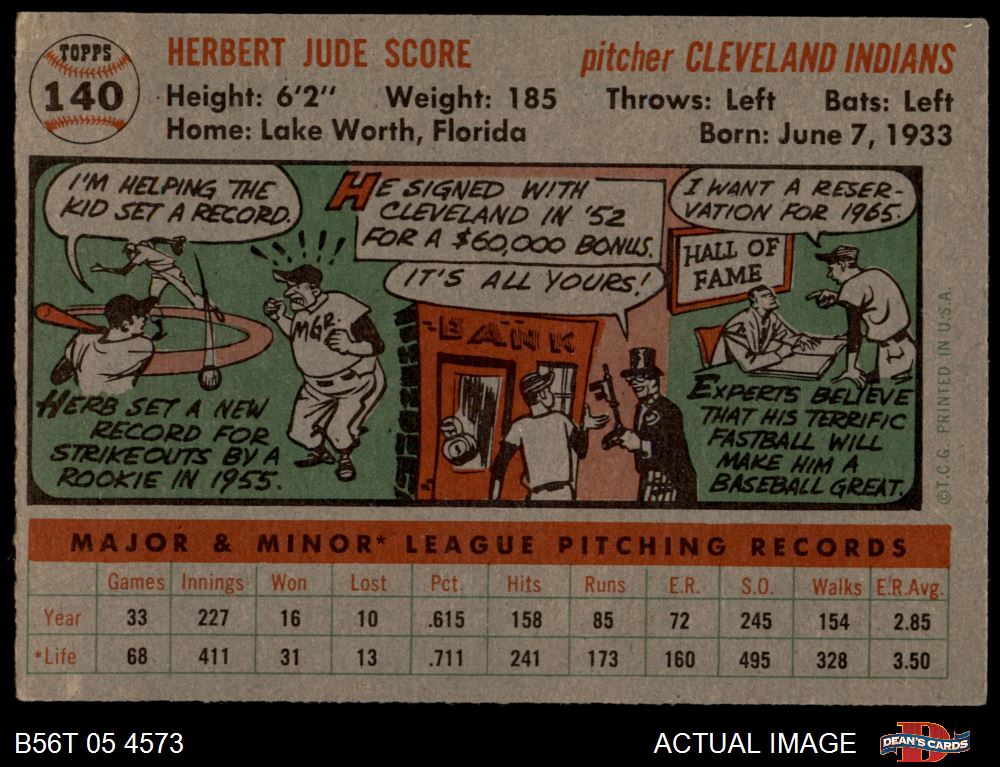 TOPPS
140
HERBERT JUDE SCORE
pitcher CLEVELAND INDIANS
Height: 6'2"  Weight: 185  Throws: Left  Bats: Left
Home: Lake Worth, Florida  Born: June 7, 1933
I'M HELPING THE
KID SET A RECORD.
MGR.
HERB SET A NEW
RECORD FOR
STRIKEOUTS BY A
ROOKIE IN 1955.
HE SIGNED WITH
CLEVELAND IN '52
FOR A $60,000 BONUS.
IT'S ALL YOURS!
BANK
I WANT A RESER-
VATION FOR 1965.
HALL OF
FAME
EXPERTS BELIEVE
THAT HIS TERRIFIC
FASTBALL WILL
MAKE HIM A
BASEBALL GREAT.
©T.C.G. PRINTED IN U.S.A.
MAJOR & MINOR* LEAGUE PITCHING RECORDS
Games Innings Won Lost Pct. Hits Runs E.R. S.O. Walks E.R.Avg.
Year 33 227 16 10 .615 158 85 72 245 154 2.85
*Life 68 411 31 13 .711 241 173 160 495 328 3.50
B56T 05 4573
ACTUAL IMAGE
DEAN'S CARDS